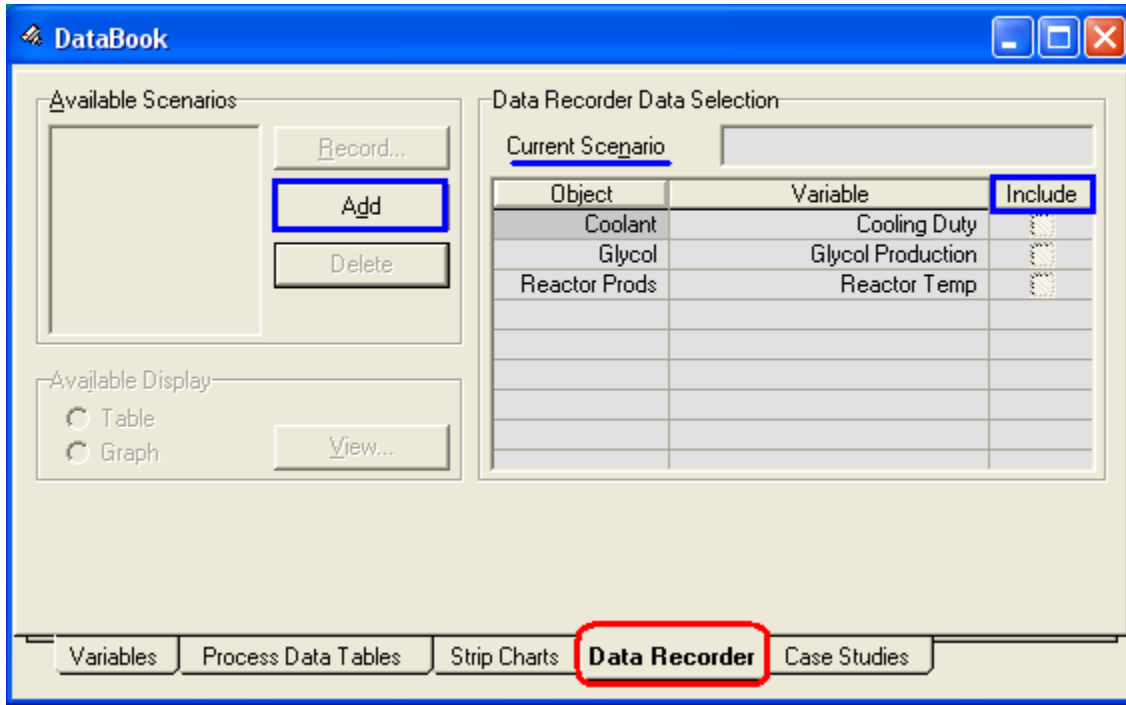 DataBook
Available Scenarios
Record...
Add
Delete
Available Display
Table
Graph
View...
Data Recorder Data Selection
Current Scenario
Object Variable Include
Coolant Cooling Duty
Glycol Glycol Production
Reactor Prods Reactor Temp
Variables Process Data Tables Strip Charts Data Recorder Case Studies